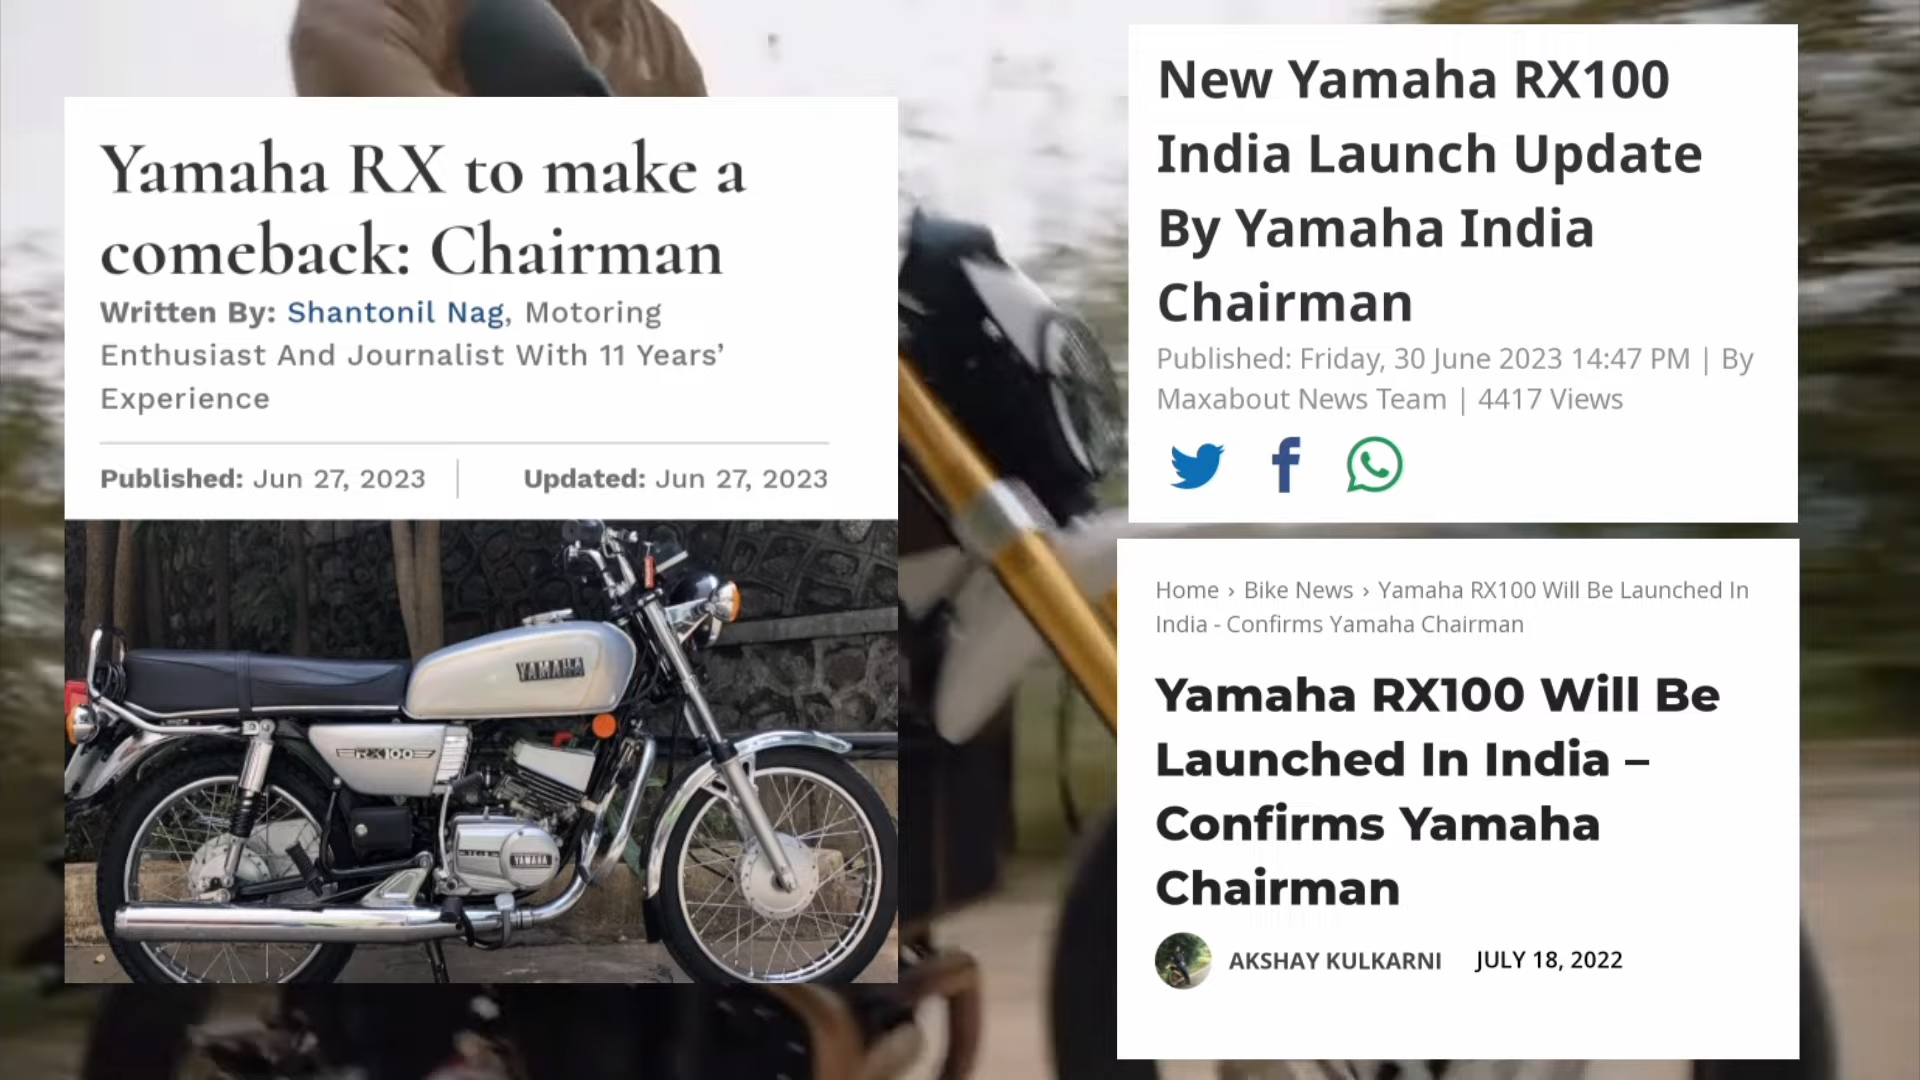 Yamaha RX to make a
comeback: Chairman
Written By: Shantonil Nag, Motoring
Enthusiast And Journalist With 11 Years’
Experience
Published: Jun 27, 2023
Updated: Jun 27, 2023
YAMAHA
RX100
YAMAHA
New Yamaha RX100
India Launch Update
By Yamaha India
Chairman
Published: Friday, 30 June 2023 14:47 PM | By
Maxabout News Team | 4417 Views
Home › Bike News › Yamaha RX100 Will Be Launched In
India - Confirms Yamaha Chairman
Yamaha RX100 Will Be
Launched In India –
Confirms Yamaha
Chairman
AKSHAY KULKARNI JULY 18, 2022